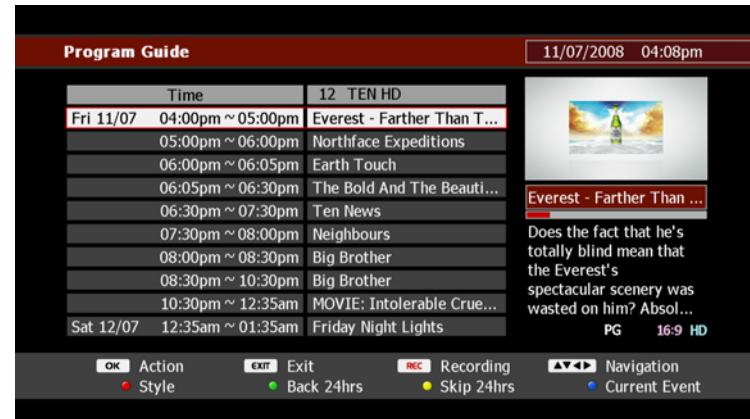 Program Guide
11/07/2008 04:08pm
Time 12 TEN HD
Fri 11/07 04:00pm ~ 05:00pm Everest - Farther Than T...
05:00pm ~ 06:00pm Northface Expeditions
06:00pm ~ 06:05pm Earth Touch
06:05pm ~ 06:30pm The Bold And The Beauti...
06:30pm ~ 07:30pm Ten News
07:30pm ~ 08:00pm Neighbours
08:00pm ~ 08:30pm Big Brother
08:30pm ~ 10:30pm Big Brother
10:30pm ~ 12:35am MOVIE: Intolerable Crue...
Sat 12/07 12:35am ~ 01:35am Friday Night Lights
Everest - Farther Than ...
Does the fact that he's
totally blind mean that
the Everest's
spectacular scenery was
wasted on him? Absol...
PG 16:9 HD
OK Action EXIT Exit REC Recording ▲▼◀▶ Navigation
Style Back 24hrs Skip 24hrs Current Event